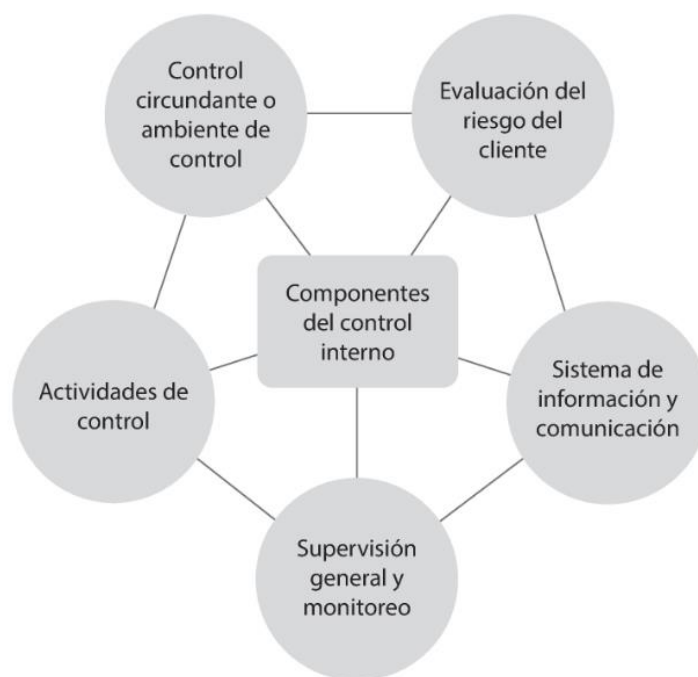 Control
circundante o
ambiente de
control
Evaluación del
riesgo del
cliente
Componentes
del control
interno
Actividades de
control
Sistema de
información y
comunicación
Supervisión
general y
monitoreo